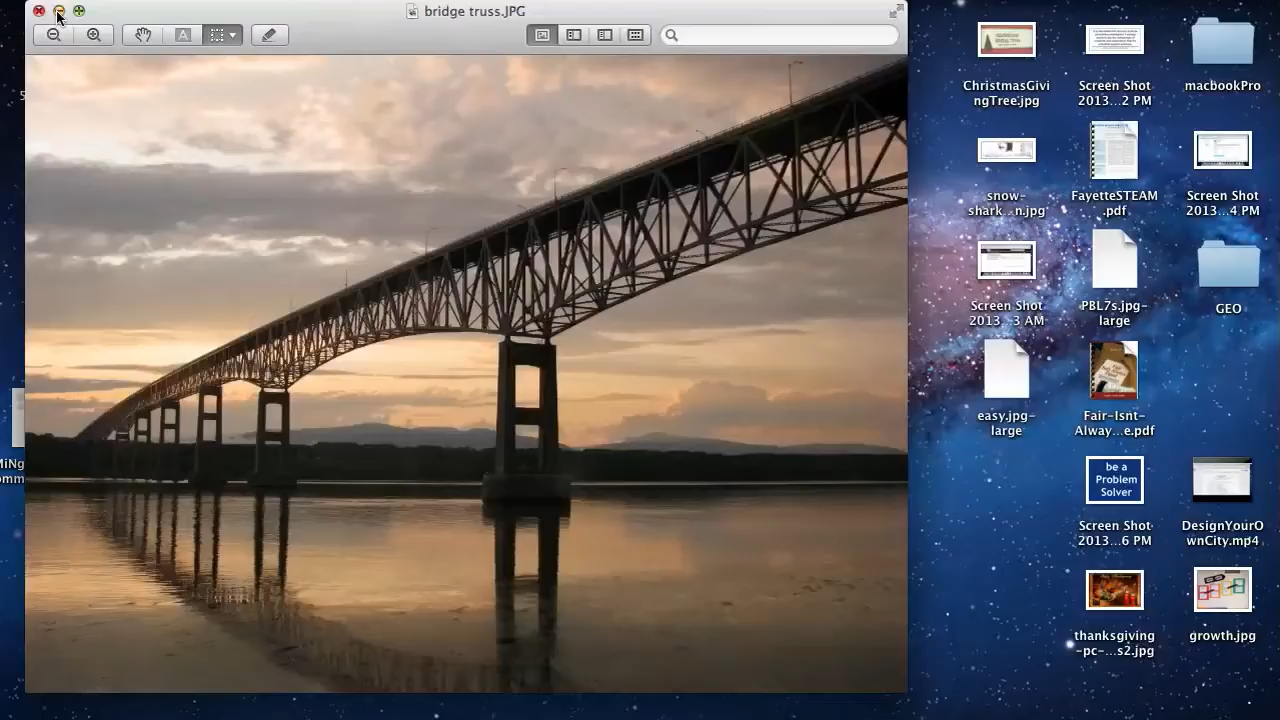 bridge truss.JPG
ChristmasGivi
ngTree.jpg
Screen Shot
2013...2 PM
macbookPro
snow-
shark...n.jpg
FayetteSTEAM
.pdf
Screen Shot
2013...4 PM
Screen Shot
2013...3 AM
PBL7s.jpg-
large
GEO
easy.jpg-
large
Fair-Isnt-
Alway...e.pdf
be a
Problem
Solver
Screen Shot
2013...6 PM
DesignYourO
wnCity.mp4
thanksgiving
-pc-...s2.jpg
growth.jpg